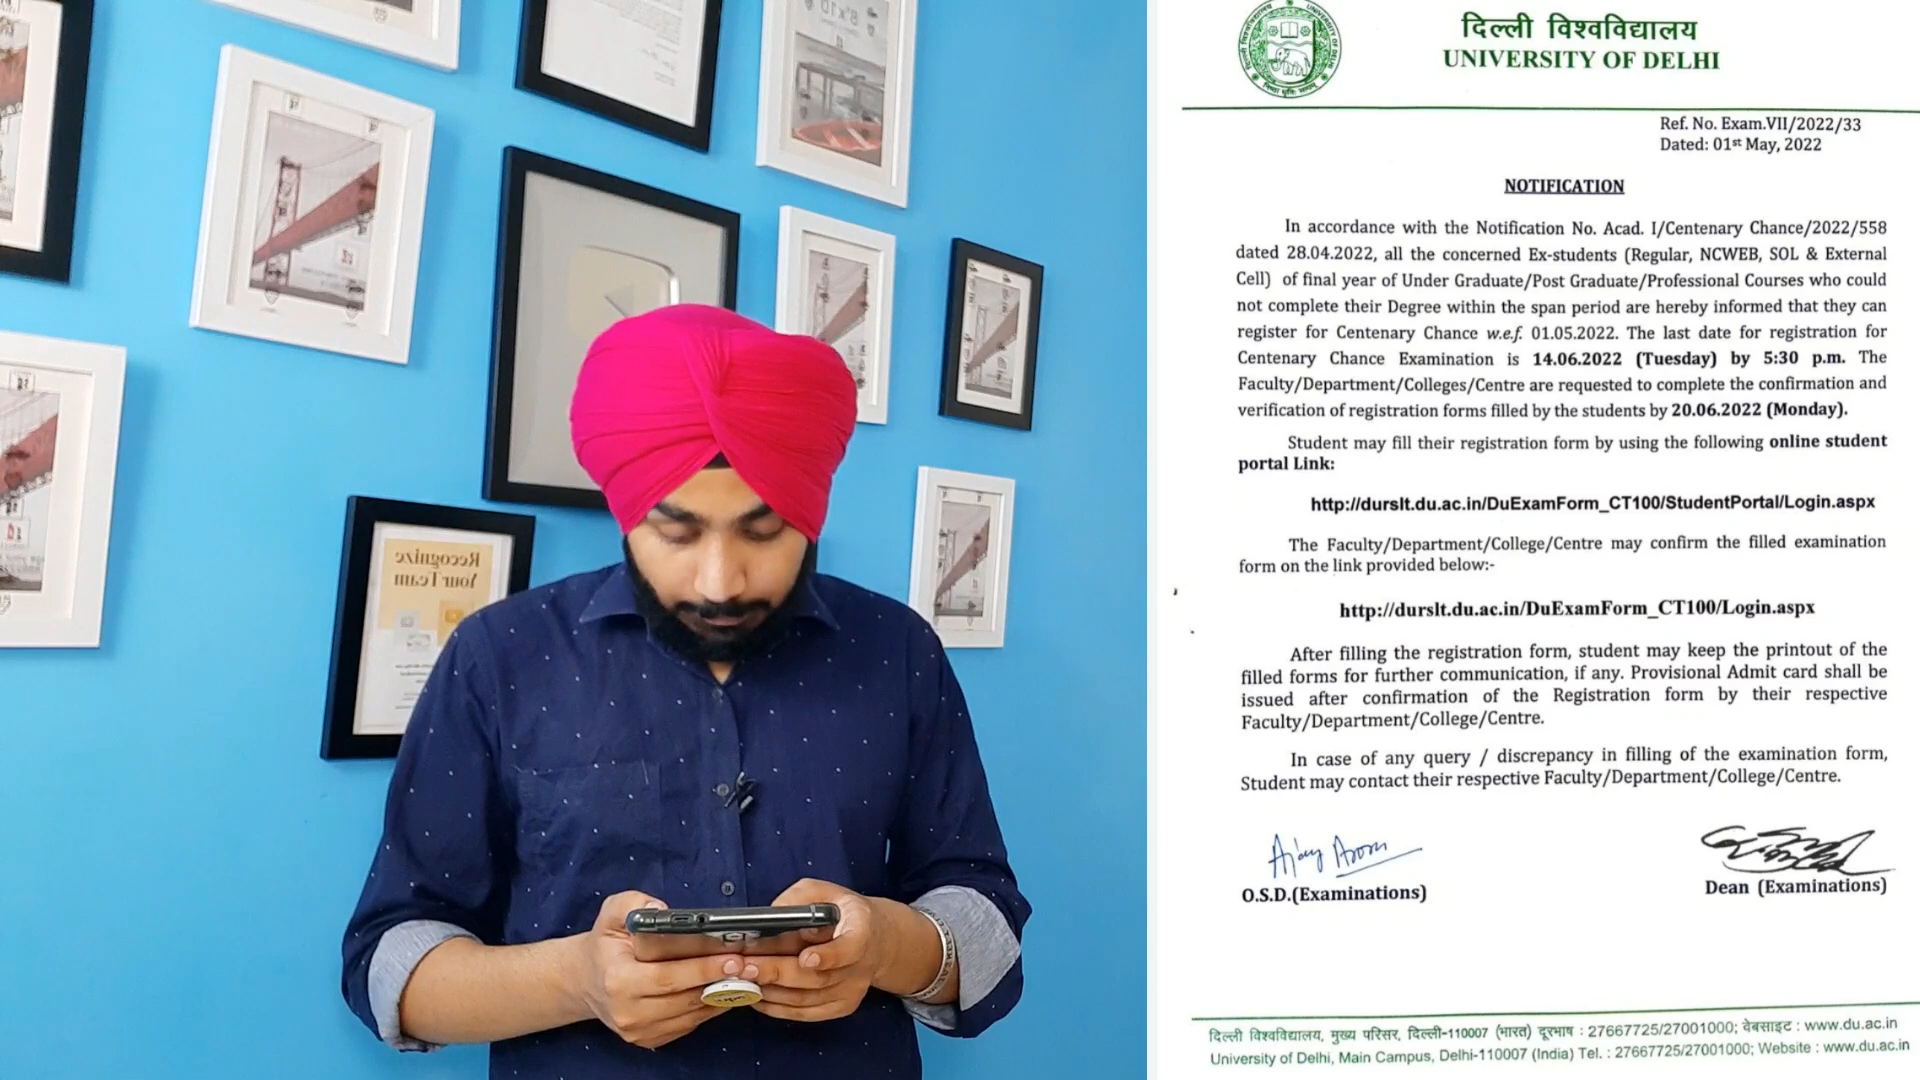 Recognize
Your Team
दिल्ली विश्वविद्यालय
UNIVERSITY OF DELHI
Ref. No. Exam.VII/2022/33
Dated: 01st May, 2022
NOTIFICATION
In accordance with the Notification No. Acad. I/Centenary Chance/2022/558
dated 28.04.2022, all the concerned Ex-students (Regular, NCWEB, SOL & External
Cell) of final year of Under Graduate/Post Graduate/Professional Courses who could
not complete their Degree within the span period are hereby informed that they can
register for Centenary Chance w.e.f. 01.05.2022. The last date for registration for
Centenary Chance Examination is 14.06.2022 (Tuesday) by 5:30 p.m. The
Faculty/Department/Colleges/Centre are requested to complete the confirmation and
verification of registration forms filled by the students by 20.06.2022 (Monday).
Student may fill their registration form by using the following online student
portal Link:
http://durslt.du.ac.in/DuExamForm_CT100/StudentPortal/Login.aspx
The Faculty/Department/College/Centre may confirm the filled examination
form on the link provided below:-
http://durslt.du.ac.in/DuExamForm_CT100/Login.aspx
After filling the registration form, student may keep the printout of the
filled forms for further communication, if any. Provisional Admit card shall be
issued after confirmation of the Registration form by their respective
Faculty/Department/College/Centre.
In case of any query / discrepancy in filling of the examination form,
Student may contact their respective Faculty/Department/College/Centre.
O.S.D.(Examinations)
Dean (Examinations)
दिल्ली विश्वविद्यालय, मुख्य परिसर, दिल्ली-110007 (भारत) दूरभाष : 27667725/27001000; वेबसाइट : www.du.ac.in
University of Delhi, Main Campus, Delhi-110007 (India) Tel. : 27667725/27001000; Website : www.du.ac.in